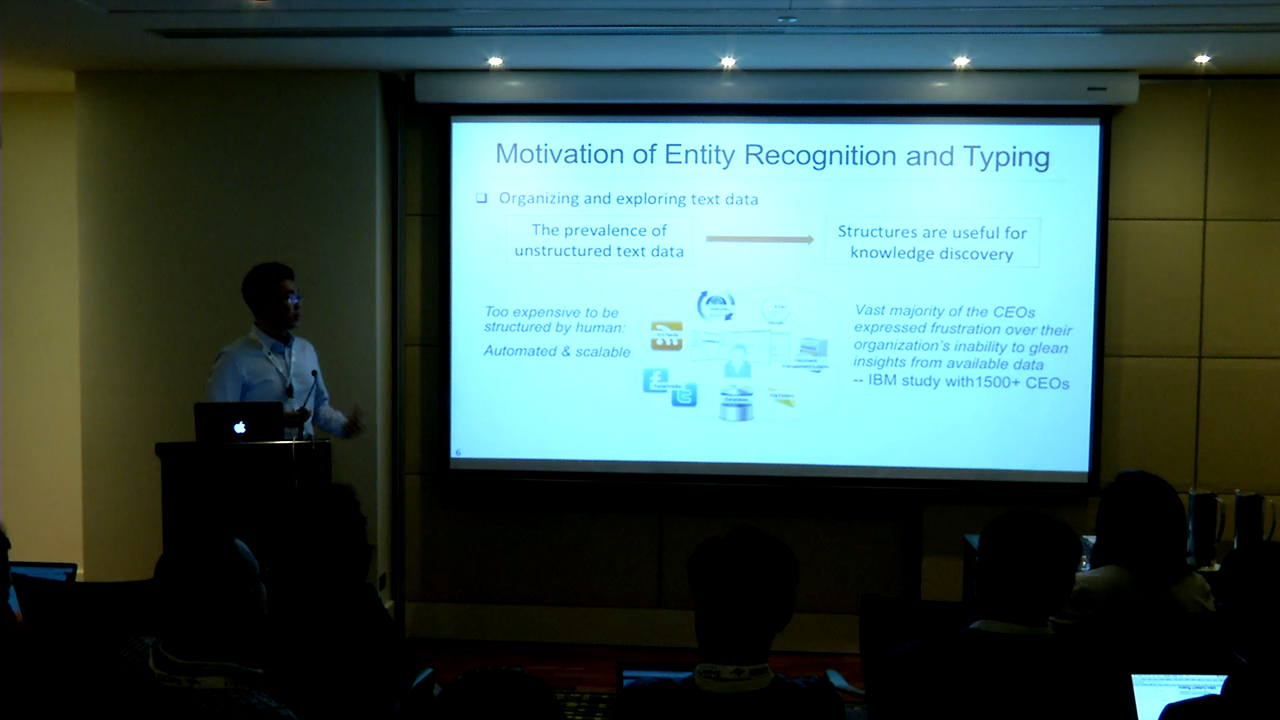 Motivation of Entity Recognition and Typing
Organizing and exploring text data
The prevalence of
unstructured text data
Structures are useful for
knowledge discovery
Too expensive to be
structured by human:
Automated & scalable
Vast majority of the CEOs
expressed frustration over their
organization's inability to glean
insights from available data
-- IBM study with1500+ CEOs
6